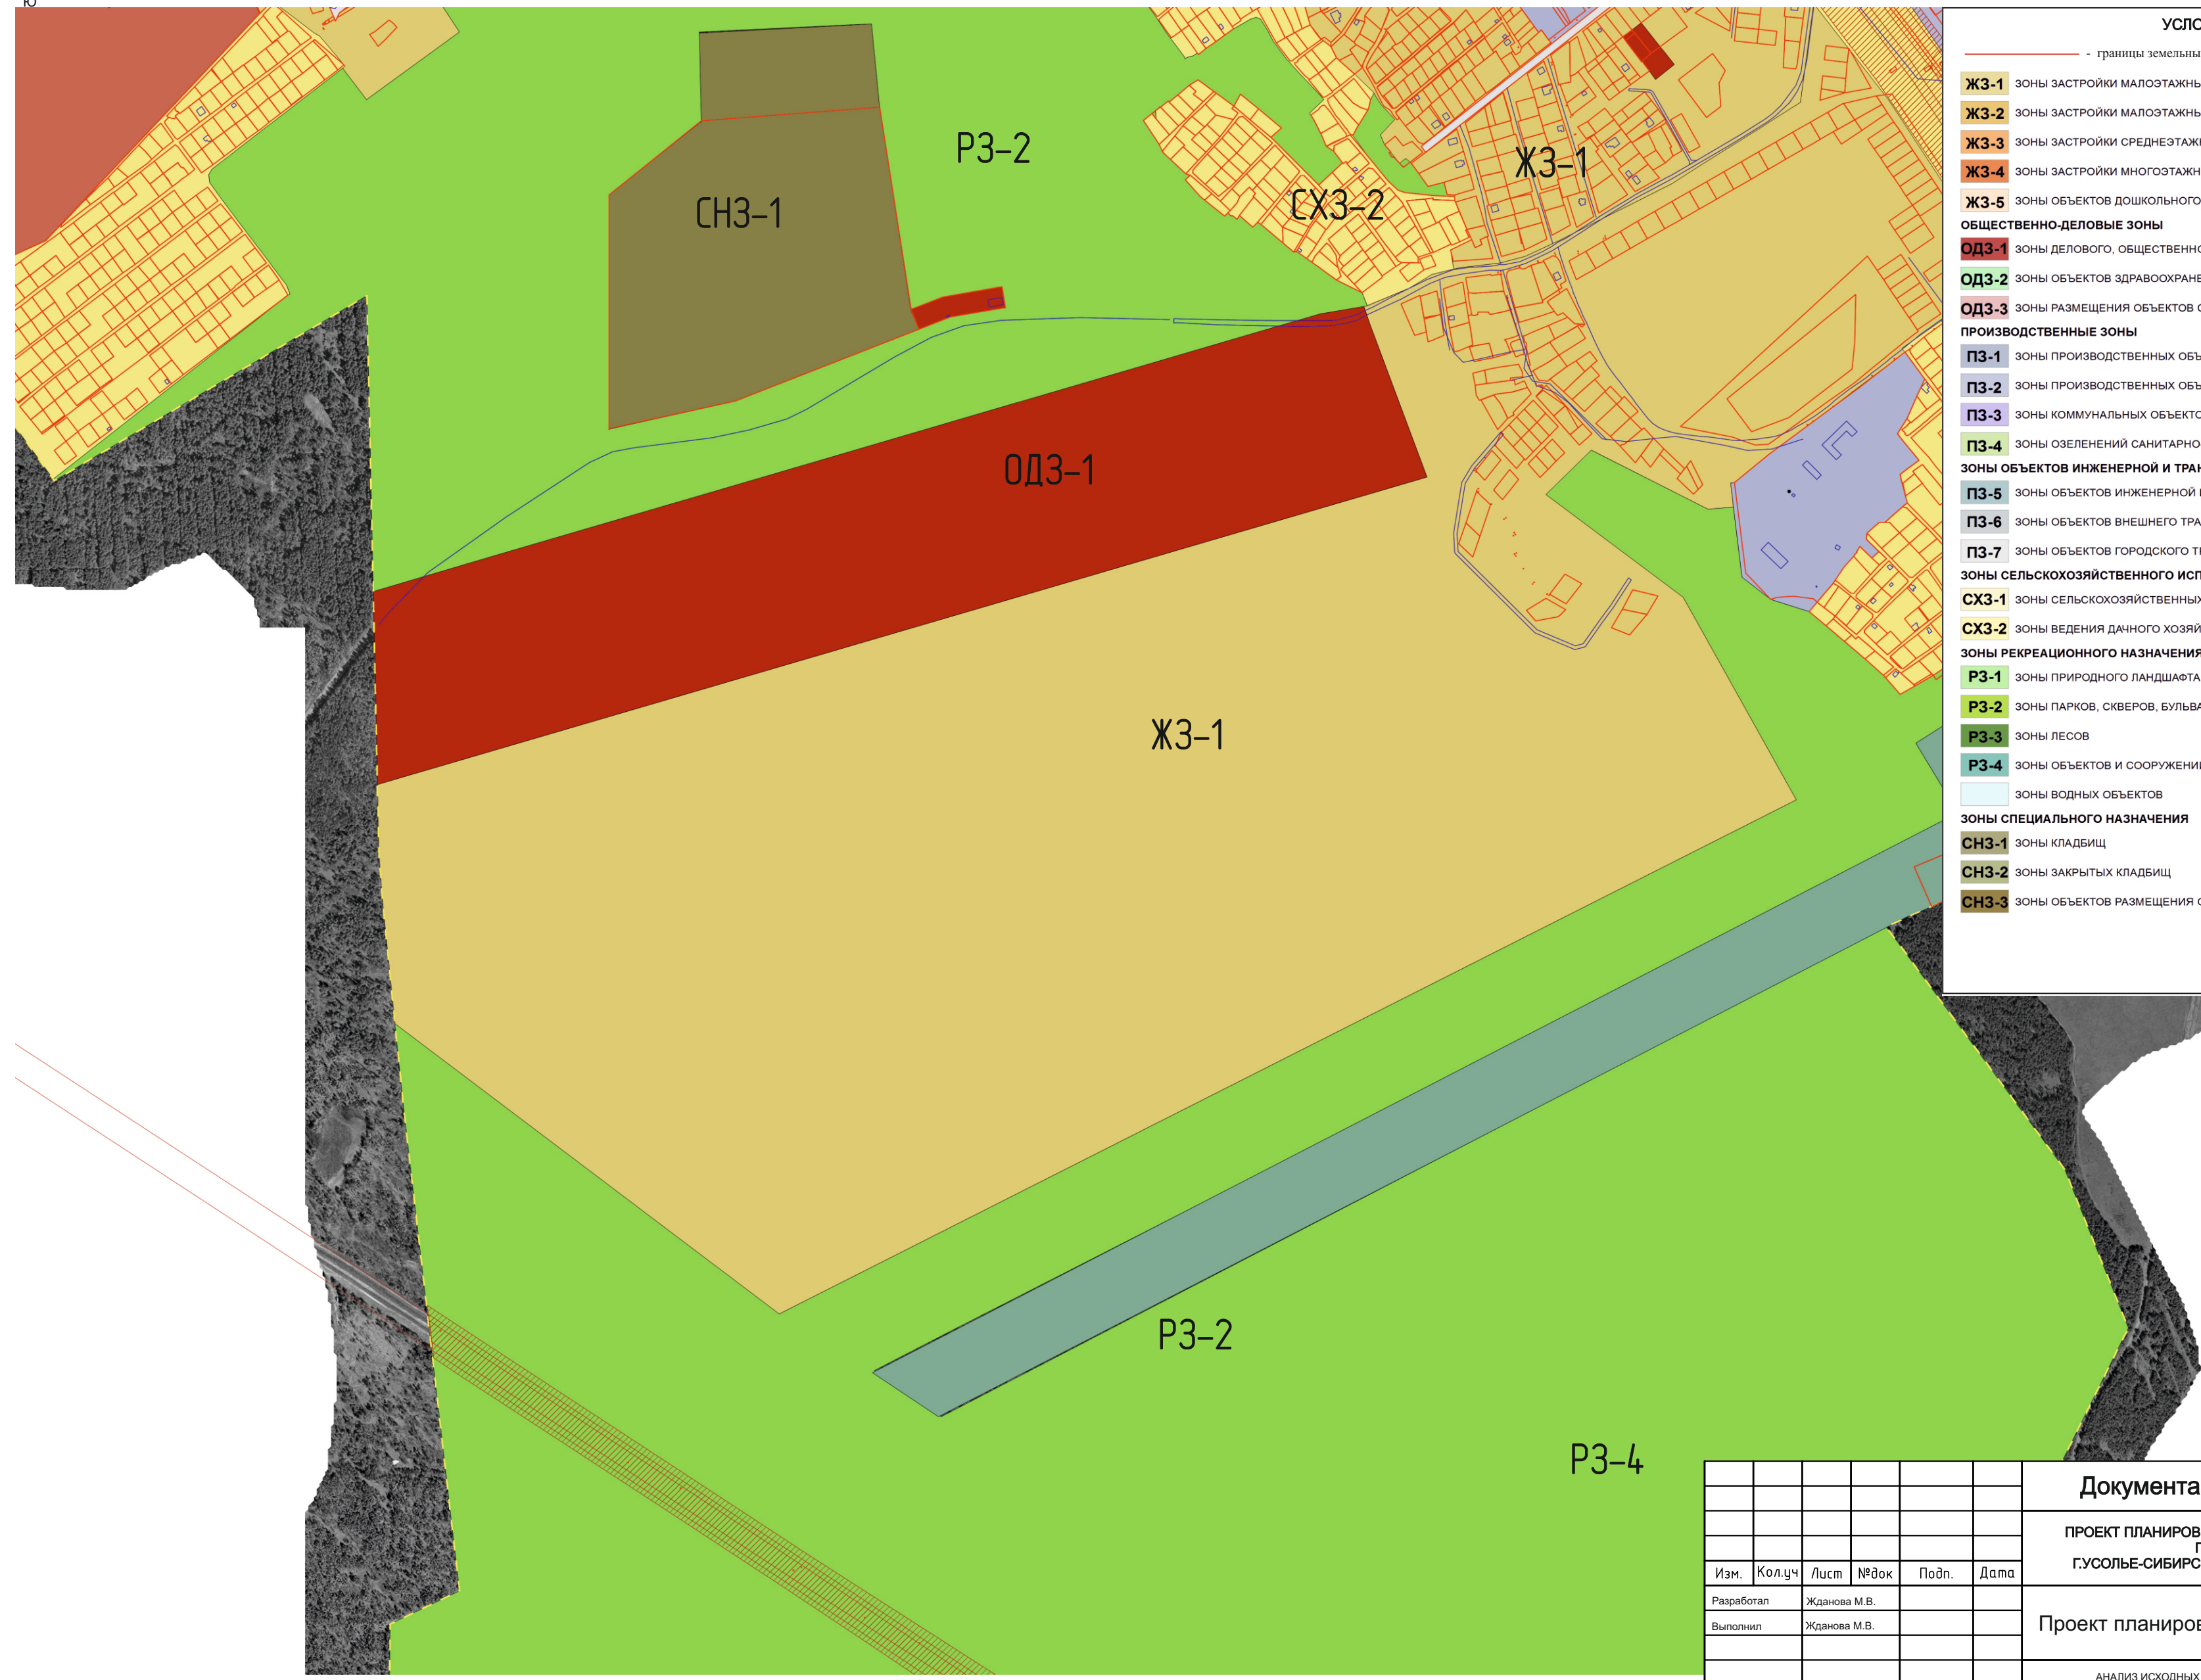 Ю
РЗ-2
СНЗ-1
СХЗ-2
ЖЗ-1
ОДЗ-1
ЖЗ-1
РЗ-2
РЗ-4
УСЛО
- границы земельны
ЖЗ-1 ЗОНЫ ЗАСТРОЙКИ МАЛОЭТАЖНЫ
ЖЗ-2 ЗОНЫ ЗАСТРОЙКИ МАЛОЭТАЖНЫ
ЖЗ-3 ЗОНЫ ЗАСТРОЙКИ СРЕДНЕЭТАЖ
ЖЗ-4 ЗОНЫ ЗАСТРОЙКИ МНОГОЭТАЖН
ЖЗ-5 ЗОНЫ ОБЪЕКТОВ ДОШКОЛЬНОГО
ОБЩЕСТВЕННО-ДЕЛОВЫЕ ЗОНЫ
ОДЗ-1 ЗОНЫ ДЕЛОВОГО, ОБЩЕСТВЕННО
ОДЗ-2 ЗОНЫ ОБЪЕКТОВ ЗДРАВООХРАНЕ
ОДЗ-3 ЗОНЫ РАЗМЕЩЕНИЯ ОБЪЕКТОВ С
ПРОИЗВОДСТВЕННЫЕ ЗОНЫ
ПЗ-1 ЗОНЫ ПРОИЗВОДСТВЕННЫХ ОБЪ
ПЗ-2 ЗОНЫ ПРОИЗВОДСТВЕННЫХ ОБЪ
ПЗ-3 ЗОНЫ КОММУНАЛЬНЫХ ОБЪЕКТО
ПЗ-4 ЗОНЫ ОЗЕЛЕНЕНИЙ САНИТАРНО
ЗОНЫ ОБЪЕКТОВ ИНЖЕНЕРНОЙ И ТРАН
ПЗ-5 ЗОНЫ ОБЪЕКТОВ ИНЖЕНЕРНОЙ
ПЗ-6 ЗОНЫ ОБЪЕКТОВ ВНЕШНЕГО ТРА
ПЗ-7 ЗОНЫ ОБЪЕКТОВ ГОРОДСКОГО Т
ЗОНЫ СЕЛЬСКОХОЗЯЙСТВЕННОГО ИСП
СХЗ-1 ЗОНЫ СЕЛЬСКОХОЗЯЙСТВЕННЫХ
СХЗ-2 ЗОНЫ ВЕДЕНИЯ ДАЧНОГО ХОЗЯЙ
ЗОНЫ РЕКРЕАЦИОННОГО НАЗНАЧЕНИЯ
РЗ-1 ЗОНЫ ПРИРОДНОГО ЛАНДШАФТА
РЗ-2 ЗОНЫ ПАРКОВ, СКВЕРОВ, БУЛЬВА
РЗ-3 ЗОНЫ ЛЕСОВ
РЗ-4 ЗОНЫ ОБЪЕКТОВ И СООРУЖЕНИ
ЗОНЫ ВОДНЫХ ОБЪЕКТОВ
ЗОНЫ СПЕЦИАЛЬНОГО НАЗНАЧЕНИЯ
СНЗ-1 ЗОНЫ КЛАДБИЩ
СНЗ-2 ЗОНЫ ЗАКРЫТЫХ КЛАДБИЩ
СНЗ-3 ЗОНЫ ОБЪЕКТОВ РАЗМЕЩЕНИЯ О
Документа
ПРОЕКТ ПЛАНИРОВ
Г.УСОЛЬЕ-СИБИРС
Изм. Кол.уч Лист №док Подп. Дата
Разработал Жданова М.В.
Выполнил Жданова М.В.
Проект планиров
АНАЛИЗ ИСХОДНЫХ